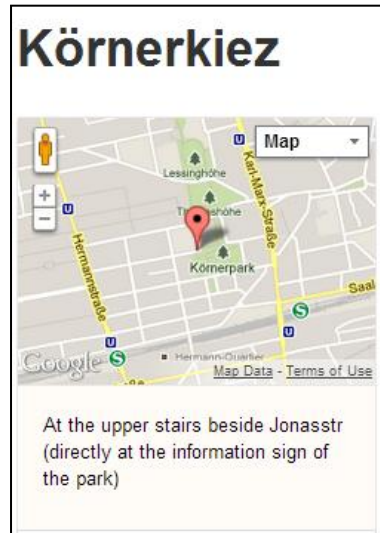 Körnerkiez
Map
U
Lessinghöhe
Karl-Marx-Straße
U
Hermannstraße
Körnerpark
Saal
S
U
U
Google
S
Hermann-Quartier
Map Data - Terms of Use
At the upper stairs beside Jonasstr
(directly at the information sign of
the park)